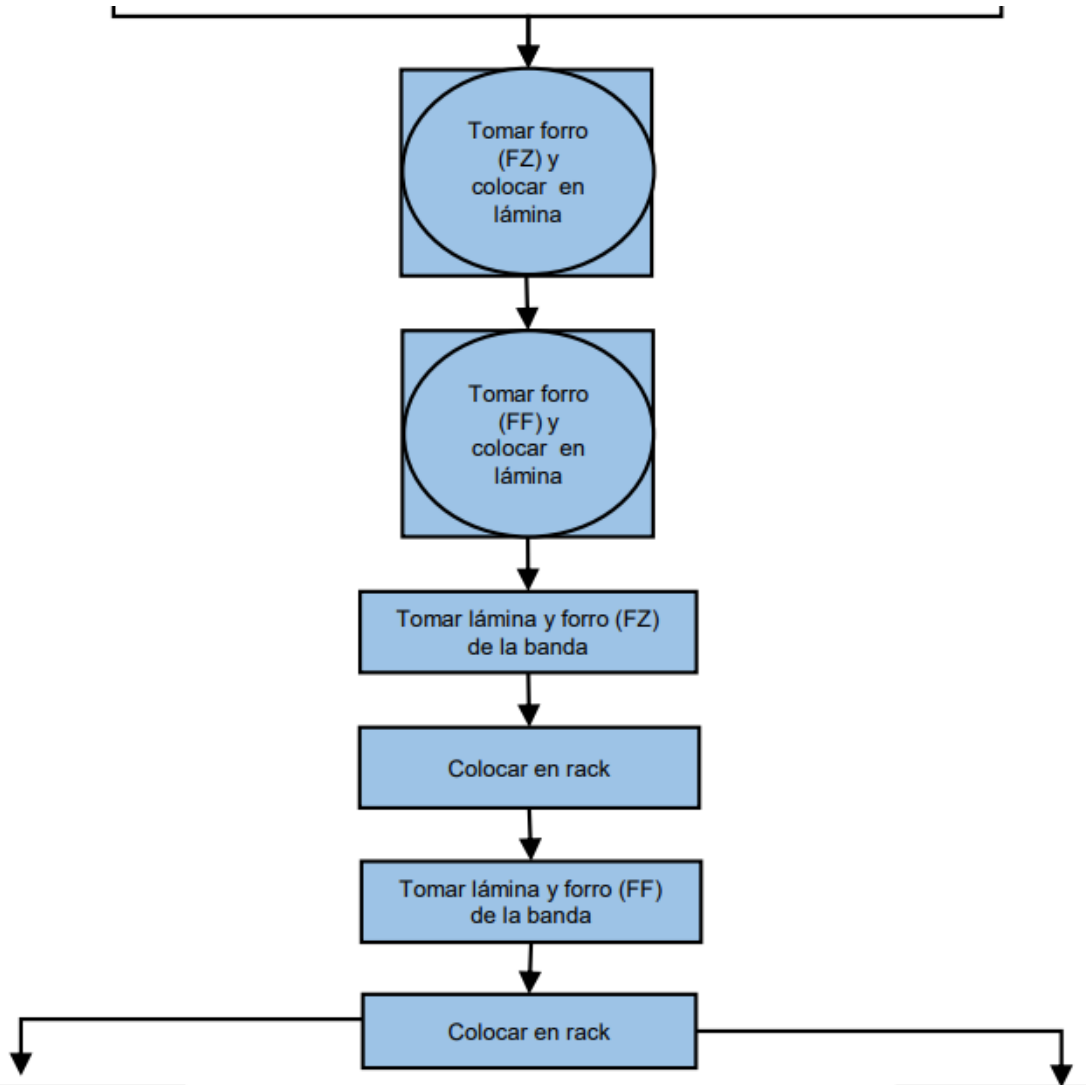 Tomar forro
(FZ) y
colocar en
lámina
Tomar forro
(FF) y
colocar en
lámina
Tomar lámina y forro (FZ)
de la banda
Colocar en rack
Tomar lámina y forro (FF)
de la banda
Colocar en rack